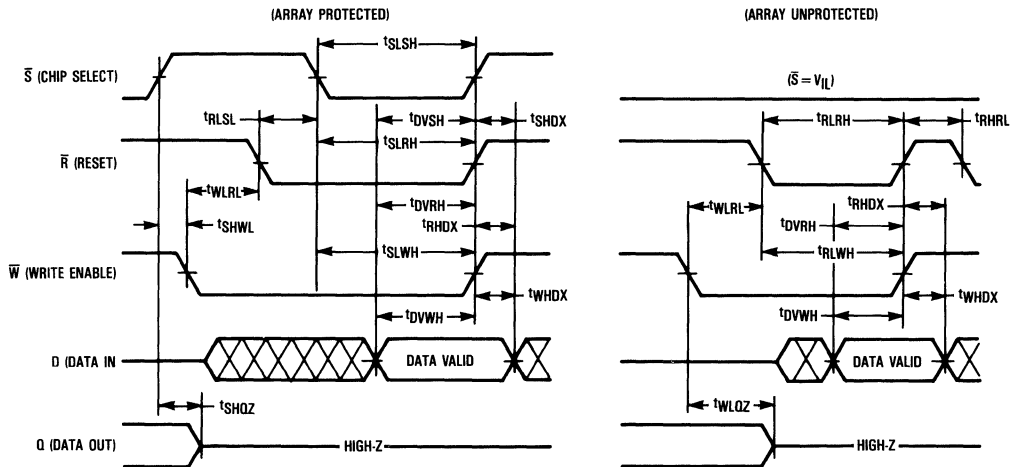 (ARRAY PROTECTED) (ARRAY UNPROTECTED)
tSLSH
S̅ (CHIP SELECT) (S̅ = VIL)
tRLSL tDVSH tSHDX tRLRH tRHRL
tSLRH
R̅ (RESET)
tWLRL tWLRL
tDVRH tRHDX
tSHWL tRHDX tDVRH
tSLWH tRLWH
W̅ (WRITE ENABLE)
tWHDX tWHDX
tDVWH tDVWH
D (DATA IN DATA VALID DATA VALID
tSHQZ tWLQZ
Q (DATA OUT) HIGH-Z HIGH-Z